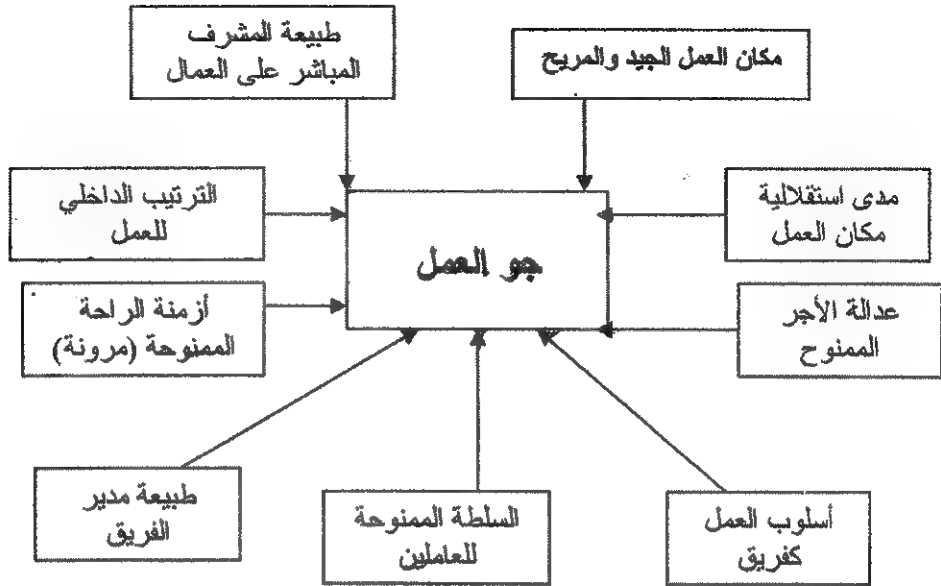 مكان العمل الجيد والمريح
طبيعة المشرف
المباشر على العمال
مدى استقلالية
مكان العمل
الترتيب الداخلي
للعمل
جو العمل
عدالة الأجر
الممنوح
أزمنة الراحة
الممنوحة (مرونة)
أسلوب العمل
كفريق
السلطة الممنوحة
للعاملين
طبيعة مدير
الفريق